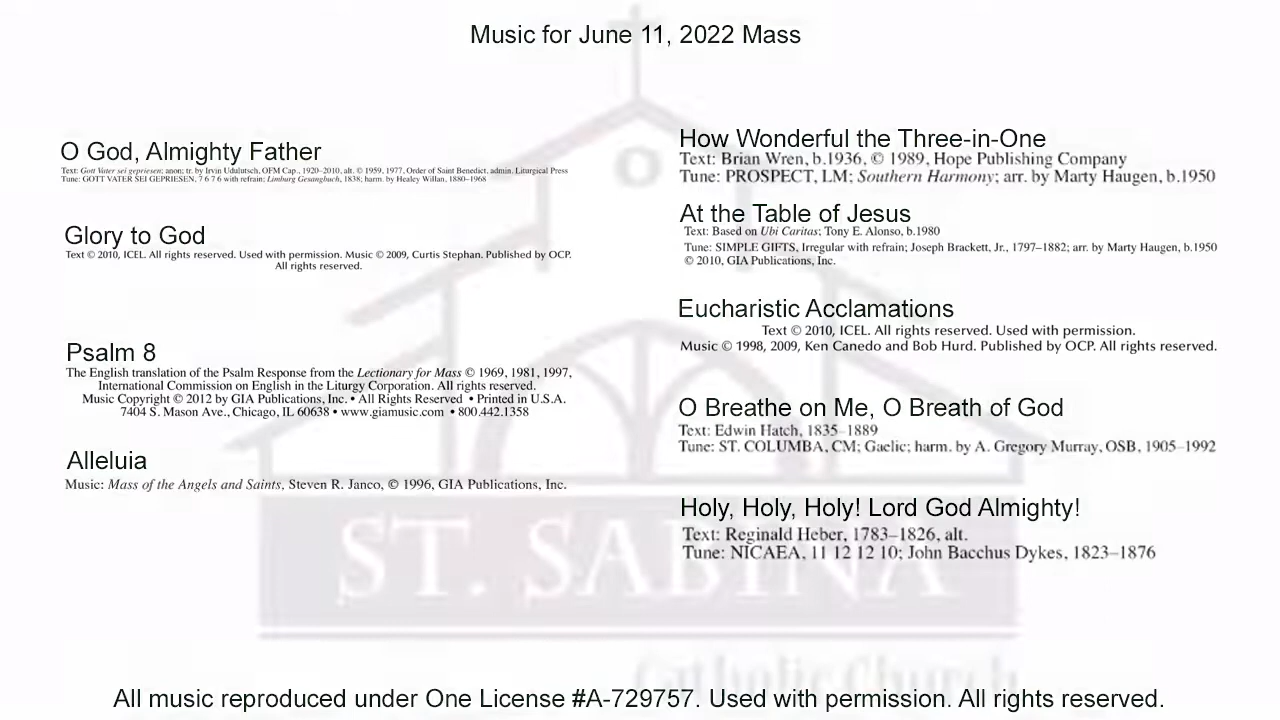 Music for June 11, 2022 Mass
O God, Almighty Father
Text: Gott Vater sei gepriesen; anon; tr. by Irvin Udulutsch, OFM Cap., 1920–2010, alt. © 1959, 1977, Order of Saint Benedict, admin. Liturgical Press
Tune: GOTT VATER SEI GEPRIESEN, 7 6 7 6 with refrain; Limburg Gesangbuch, 1838; harm. by Healey Willan, 1880–1968
Glory to God
Text © 2010, ICEL. All rights reserved. Used with permission. Music © 2009, Curtis Stephan. Published by OCP.
All rights reserved.
Psalm 8
The English translation of the Psalm Response from the Lectionary for Mass © 1969, 1981, 1997,
International Commission on English in the Liturgy Corporation. All rights reserved.
Music Copyright © 2012 by GIA Publications, Inc. • All Rights Reserved • Printed in U.S.A.
7404 S. Mason Ave., Chicago, IL 60638 • www.giamusic.com • 800.442.1358
Alleluia
Music: Mass of the Angels and Saints, Steven R. Janco, © 1996, GIA Publications, Inc.
How Wonderful the Three-in-One
Text: Brian Wren, b.1936, © 1989, Hope Publishing Company
Tune: PROSPECT, LM; Southern Harmony; arr. by Marty Haugen, b.1950
At the Table of Jesus
Text: Based on Ubi Caritas; Tony E. Alonso, b.1980
Tune: SIMPLE GIFTS, Irregular with refrain; Joseph Brackett, Jr., 1797–1882; arr. by Marty Haugen, b.1950
© 2010, GIA Publications, Inc.
Eucharistic Acclamations
Text © 2010, ICEL. All rights reserved. Used with permission.
Music © 1998, 2009, Ken Canedo and Bob Hurd. Published by OCP. All rights reserved.
O Breathe on Me, O Breath of God
Text: Edwin Hatch, 1835–1889
Tune: ST. COLUMBA, CM; Gaelic; harm. by A. Gregory Murray, OSB, 1905–1992
Holy, Holy, Holy! Lord God Almighty!
Text: Reginald Heber, 1783–1826, alt.
Tune: NICAEA, 11 12 12 10; John Bacchus Dykes, 1823–1876
ST. SABINA
Catholic Church
All music reproduced under One License #A-729757. Used with permission. All rights reserved.